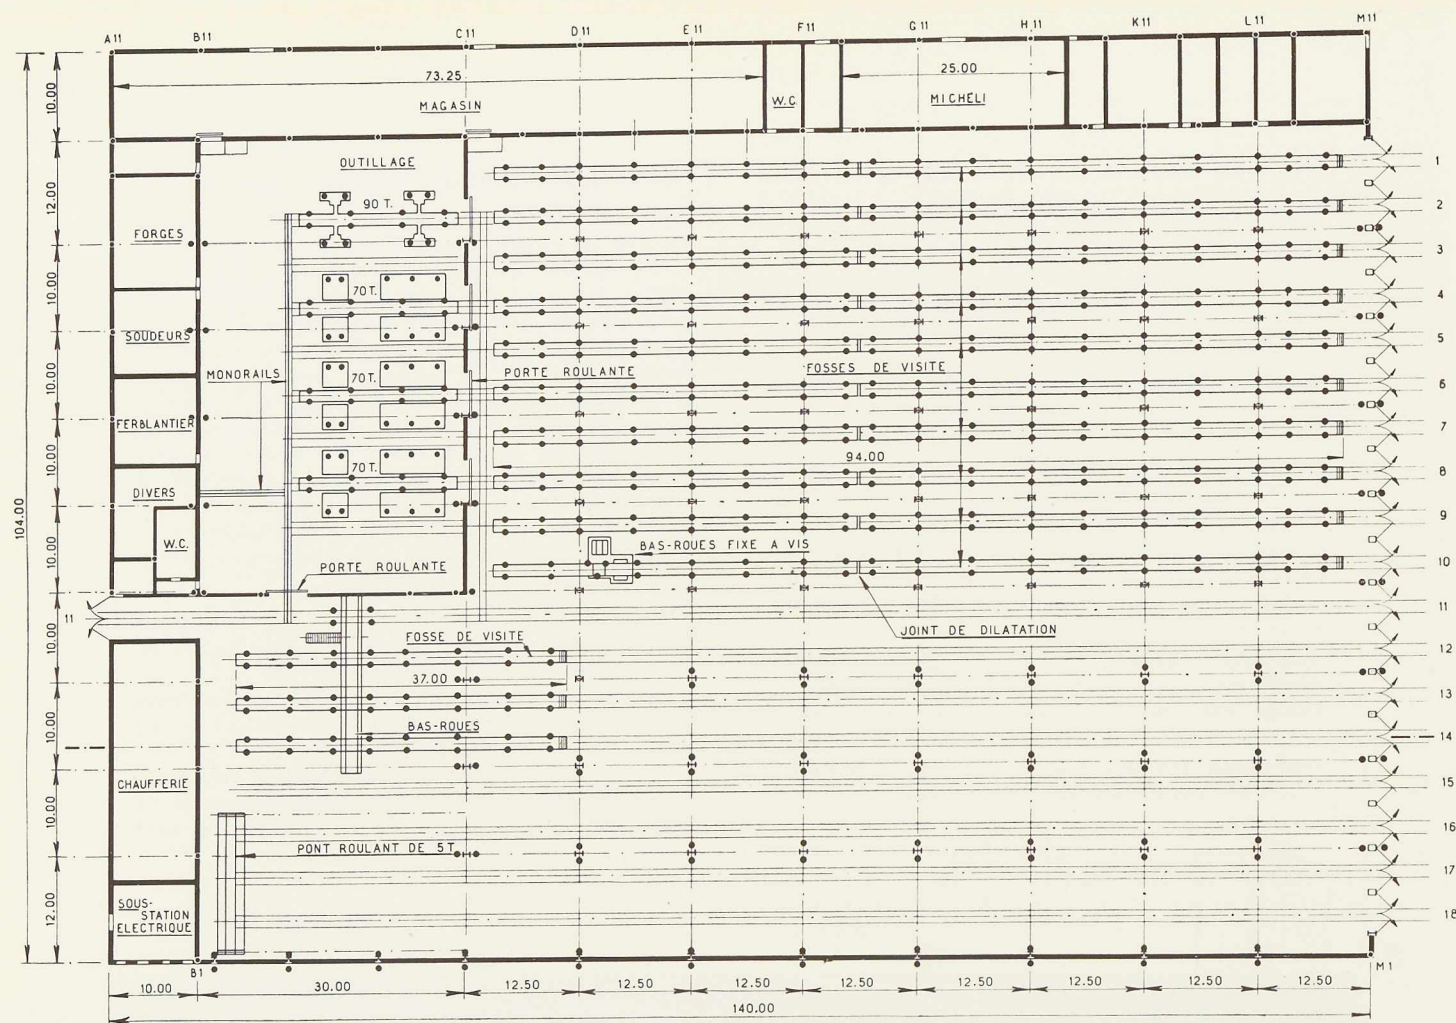 A11 B11 C11 D11 E11 F11 G11 H11 K11 L11 M11
73.25
25.00
MAGASIN
W.C.
MICHELI
OUTILLAGE
90 T.
FORGES
70 T.
SOUDEURS
MONORAILS
70 T.
PORTE ROULANTE
FOSSES DE VISITE
FERBLANTIER
70 T.
94.00
DIVERS
W.C.
BAS-ROUES FIXE A VIS
PORTE ROULANTE
11
FOSSE DE VISITE
JOINT DE DILATATION
37.00
BAS-ROUES
CHAUFFERIE
PONT ROULANT DE 5T.
SOUS-
STATION
ELECTRIQUE
B1
M1
10.00
12.00
10.00
10.00
10.00
10.00
10.00
10.00
10.00
12.00
104.00
1
2
3
4
5
6
7
8
9
10
11
12
13
14
15
16
17
18
10.00 30.00 12.50 12.50 12.50 12.50 12.50 12.50 12.50 12.50
140.00